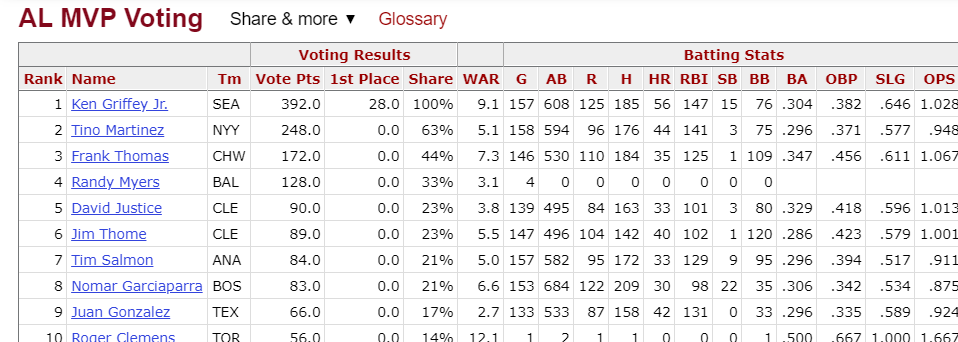 AL MVP Voting Share & more ▼ Glossary
Voting Results Batting Stats
Rank Name Tm Vote Pts 1st Place Share WAR G AB R H HR RBI SB BB BA OBP SLG OPS
1 Ken Griffey Jr. SEA 392.0 28.0 100% 9.1 157 608 125 185 56 147 15 76 .304 .382 .646 1.028
2 Tino Martinez NYY 248.0 0.0 63% 5.1 158 594 96 176 44 141 3 75 .296 .371 .577 .948
3 Frank Thomas CHW 172.0 0.0 44% 7.3 146 530 110 184 35 125 1 109 .347 .456 .611 1.067
4 Randy Myers BAL 128.0 0.0 33% 3.1 4 0 0 0 0 0 0 0
5 David Justice CLE 90.0 0.0 23% 3.8 139 495 84 163 33 101 3 80 .329 .418 .596 1.013
6 Jim Thome CLE 89.0 0.0 23% 5.5 147 496 104 142 40 102 1 120 .286 .423 .579 1.001
7 Tim Salmon ANA 84.0 0.0 21% 5.0 157 582 95 172 33 129 9 95 .296 .394 .517 .911
8 Nomar Garciaparra BOS 83.0 0.0 21% 6.6 153 684 122 209 30 98 22 35 .306 .342 .534 .875
9 Juan Gonzalez TEX 66.0 0.0 17% 2.7 133 533 87 158 42 131 0 33 .296 .335 .589 .924
10 Roger Clemens TOR 56.0 0.0 14% 12.1 1 2 1 1 0 0 0 1 .500 .667 1.000 1.667